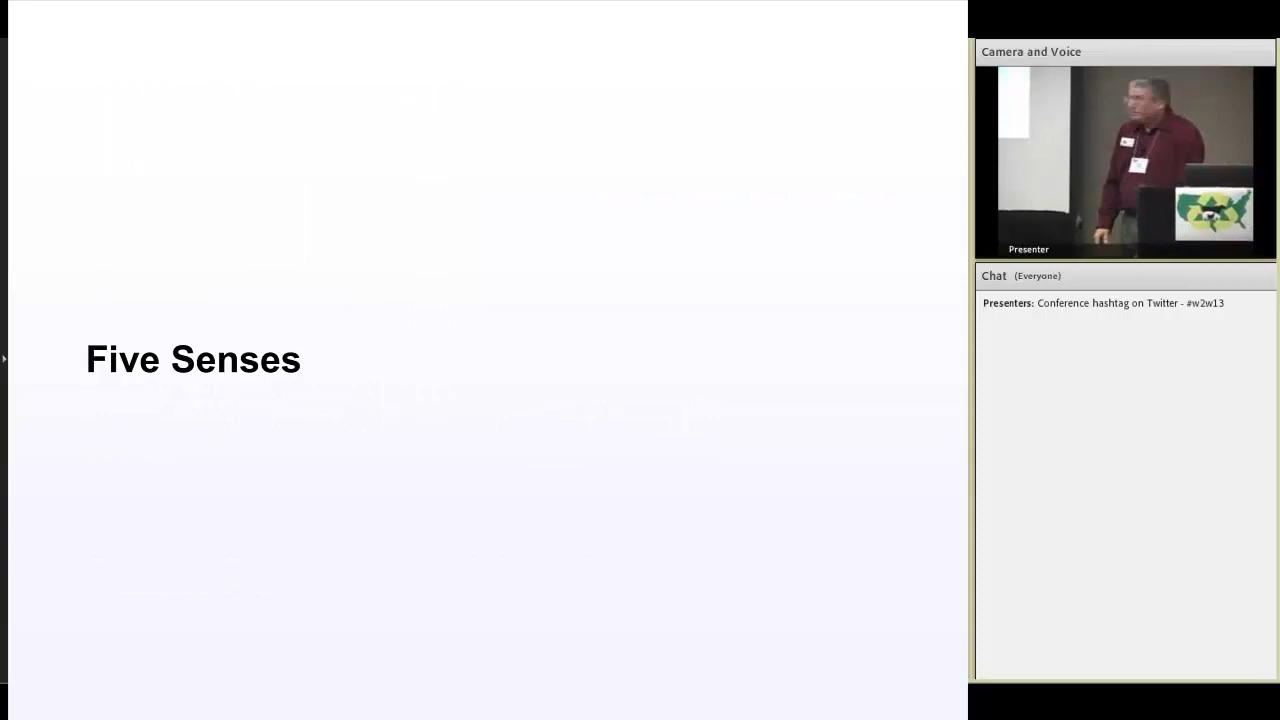 Five Senses
Camera and Voice
Presenter
Chat (Everyone)
Presenters: Conference hashtag on Twitter - #w2w13